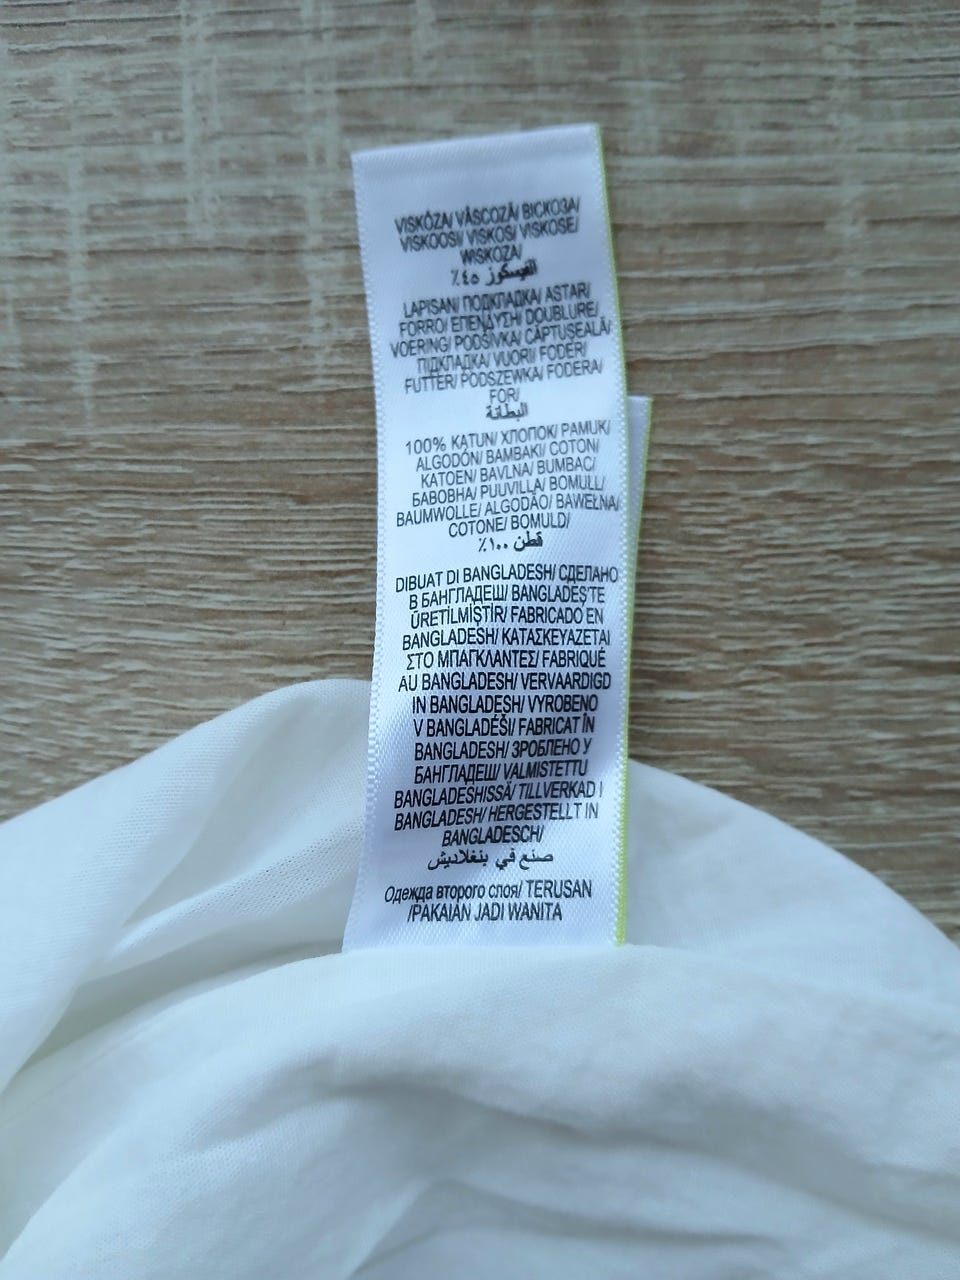 VISKÓZA/ VÂSCOZĂ/ ВІСКОЗА/
VISKOOSI/ VISKOS/ VISKOSE/
WISKOZA/
الفيسكوز ٤٥٪
LAPISAN/ ПОДКЛАДКА/ ASTAR/
FORRO/ ΕΠΕΝΔΥΣΗ/ DOUBLURE/
VOERING/ PODŠÍVKA/ CĂPTUŞEALĂ/
ПІДКЛАДКА/ VUORI/ FODER/
FUTTER/ PODSZEWKA/ FODERA/
FOR/
البطانة
100% KATUN/ ХЛОПОК/ PAMUK/
ALGODÓN/ BAMBAKI/ COTON/
KATOEN/ BAVLNA/ BUMBAC/
БАВОВНА/ PUUVILLA/ BOMULL/
BAUMWOLLE/ ALGODÃO/ BAWEŁNA/
COTONE/ BOMULD/
قطن ١٠٠٪
DIBUAT DI BANGLADESH/ СДЕЛАНО
В БАНГЛАДЕШ/ BANGLADEŞ'TE
ÜRETİLMİŞTİR/ FABRICADO EN
BANGLADESH/ ΚΑΤΑΣΚΕΥΑΖΕΤΑΙ
ΣΤΟ ΜΠΑΓΚΛΑΝΤΕΣ/ FABRIQUÉ
AU BANGLADESH/ VERVAARDIGD
IN BANGLADESH/ VYROBENO
V BANGLADÉŠI/ FABRICAT ÎN
BANGLADESH/ ЗРОБЛЕНО У
БАНГЛАДЕШ/ VALMISTETTU
BANGLADESHISSA/ TILLVERKAD I
BANGLADESH/ HERGESTELLT IN
BANGLADESCH/
صنع في بنغلاديش
Одежда второго слоя/ TERUSAN
/PAKAIAN JADI WANITA